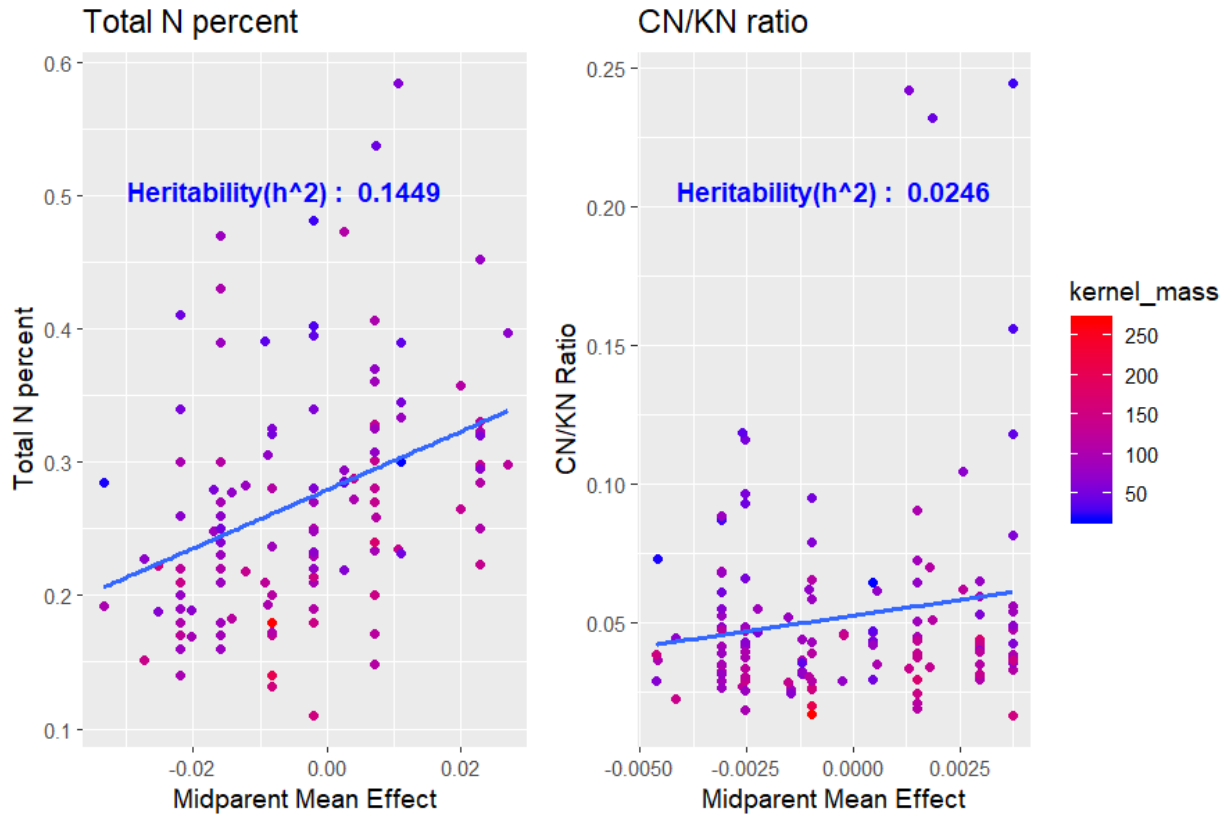 Total N percent
CN/KN ratio
0.6
0.5
0.4
0.3
0.2
0.1
Total N percent
Heritability(h^2) :  0.1449
-0.02
0.00
0.02
Midparent Mean Effect
0.25
0.20
0.15
0.10
0.05
CN/KN Ratio
Heritability(h^2) :  0.0246
-0.0050
-0.0025
0.0000
0.0025
Midparent Mean Effect
kernel_mass
250
200
150
100
50